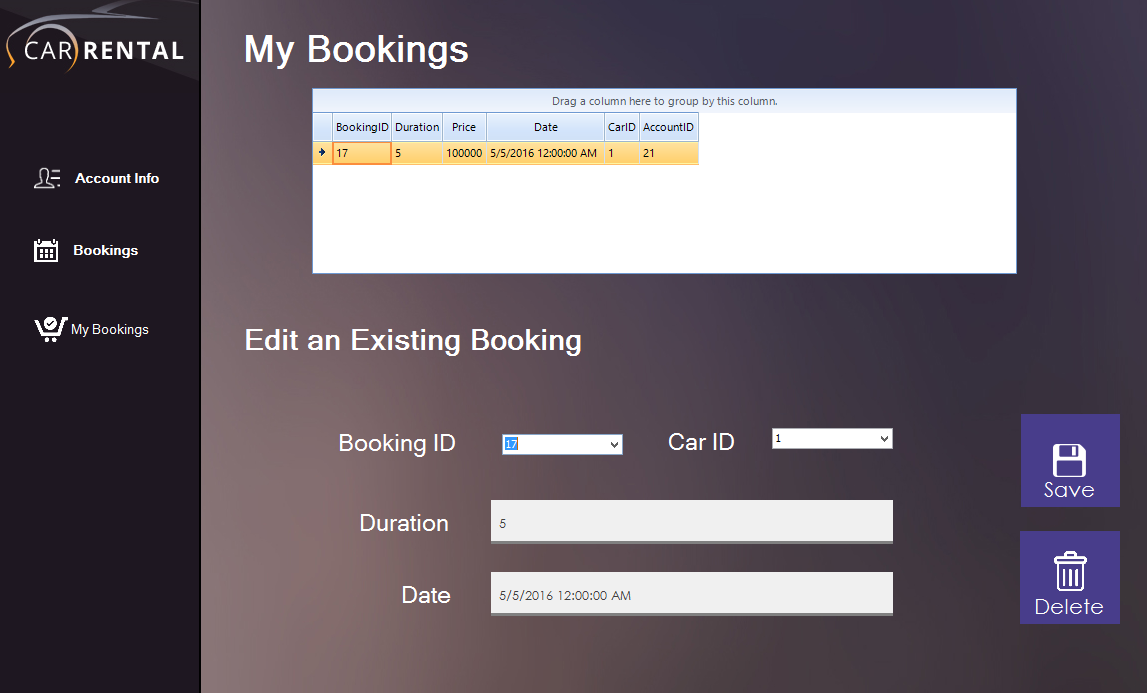 CAR RENTAL
Account Info
Bookings
My Bookings
My Bookings
Drag a column here to group by this column.
BookingID Duration Price Date CarID AccountID
17 5 100000 5/5/2016 12:00:00 AM 1 21
Edit an Existing Booking
Booking ID 17 Car ID 1
Duration 5
Date 5/5/2016 12:00:00 AM
Save
Delete